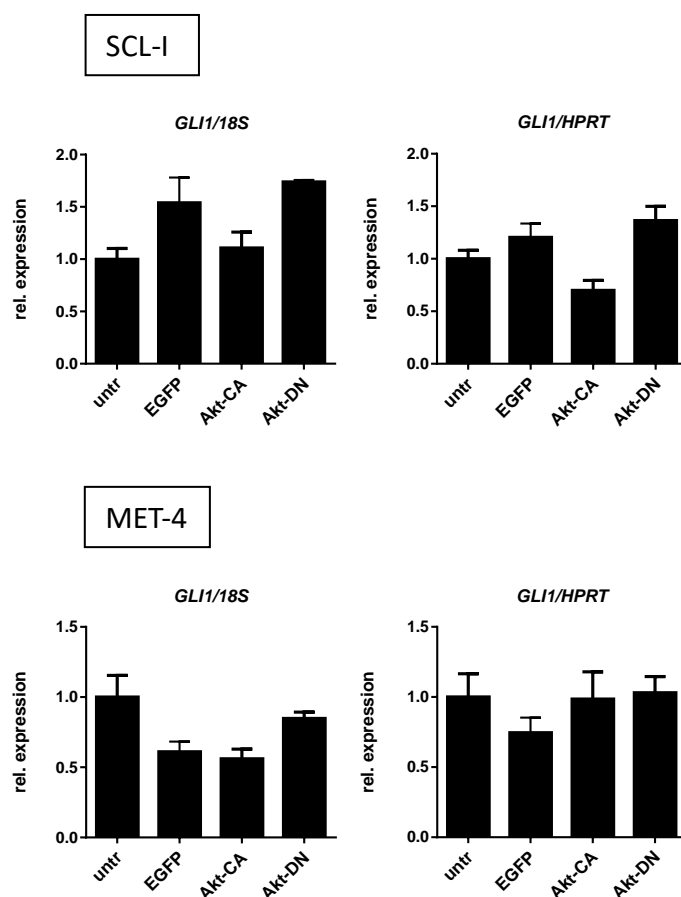 SCL-I
GLI1/18S
rel. expression
2.0
1.5
1.0
0.5
0.0
untr
EGFP
Akt-CA
Akt-DN
GLI1/HPRT
rel. expression
2.0
1.5
1.0
0.5
0.0
untr
EGFP
Akt-CA
Akt-DN
MET-4
GLI1/18S
rel. expression
1.5
1.0
0.5
0.0
untr
EGFP
Akt-CA
Akt-DN
GLI1/HPRT
rel. expression
1.5
1.0
0.5
0.0
untr
EGFP
Akt-CA
Akt-DN